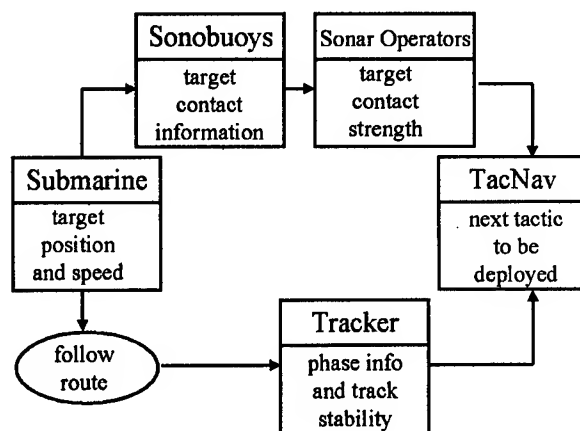 Sonobuoys
target
contact
information
Sonar Operators
target
contact
strength
Submarine
target
position
and speed
TacNav
next tactic
to be
deployed
follow
route
Tracker
phase info
and track
stability